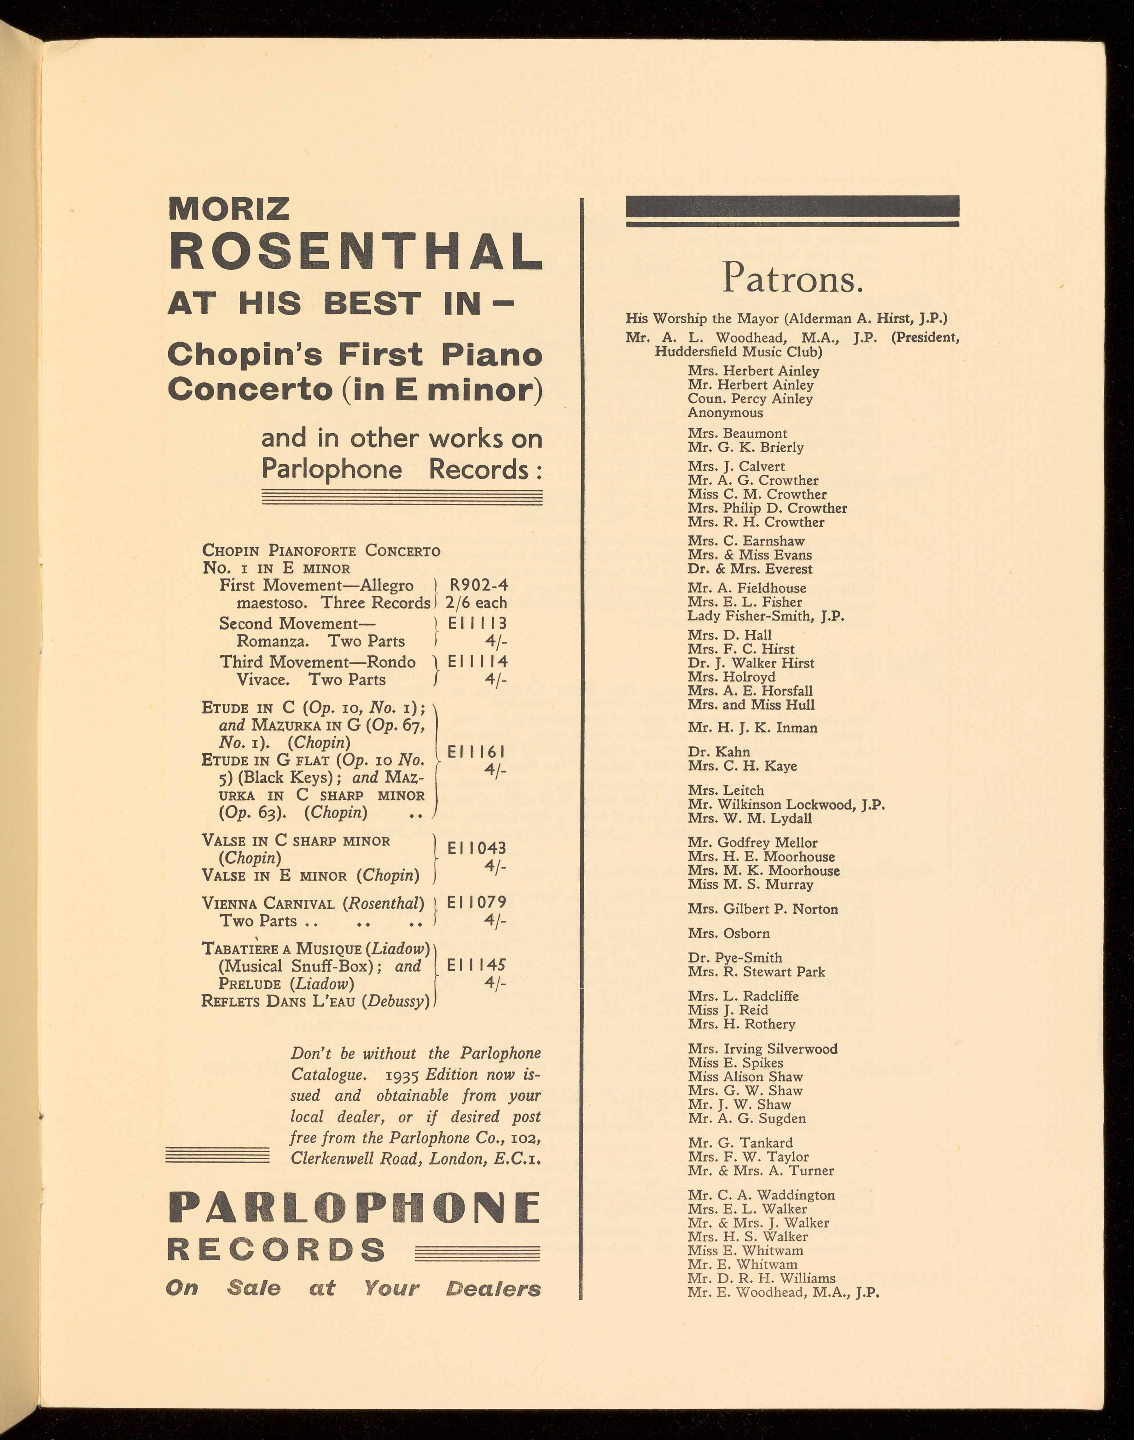 MORIZ
ROSENTHAL
AT HIS BEST IN –
Chopin's First Piano
Concerto (in E minor)
and in other works on
Parlophone Records :
CHOPIN PIANOFORTE CONCERTO
No. 1 IN E MINOR
First Movement—Allegro } R902-4
maestoso. Three Records } 2/6 each
Second Movement— } E11113
Romanza. Two Parts } 4/-
Third Movement—Rondo } E11114
Vivace. Two Parts } 4/-
ETUDE IN C (Op. 10, No. 1);
and MAZURKA IN G (Op. 67,
No. 1). (Chopin)
ETUDE IN G FLAT (Op. 10 No. } E11161
5) (Black Keys); and MAZ- } 4/-
URKA IN C SHARP MINOR
(Op. 63). (Chopin) ..
VALSE IN C SHARP MINOR } E11043
(Chopin) } 4/-
VALSE IN E MINOR (Chopin)
VIENNA CARNIVAL (Rosenthal) } E11079
Two Parts .. .. .. } 4/-
TABATIÈRE A MUSIQUE (Liadow)
(Musical Snuff-Box); and } E11145
PRELUDE (Liadow) } 4/-
REFLETS DANS L'EAU (Debussy)
Don't be without the Parlophone
Catalogue. 1935 Edition now is-
sued and obtainable from your
local dealer, or if desired post
free from the Parlophone Co., 102,
Clerkenwell Road, London, E.C.1.
PARLOPHONE
RECORDS
On Sale at Your Dealers
Patrons.
His Worship the Mayor (Alderman A. Hirst, J.P.)
Mr. A. L. Woodhead, M.A., J.P. (President,
Huddersfield Music Club)
Mrs. Herbert Ainley
Mr. Herbert Ainley
Coun. Percy Ainley
Anonymous
Mrs. Beaumont
Mr. G. K. Brierly
Mrs. J. Calvert
Mr. A. G. Crowther
Miss C. M. Crowther
Mrs. Philip D. Crowther
Mrs. R. H. Crowther
Mrs. C. Earnshaw
Mrs. & Miss Evans
Dr. & Mrs. Everest
Mr. A. Fieldhouse
Mrs. E. L. Fisher
Lady Fisher-Smith, J.P.
Mrs. D. Hall
Mrs. F. C. Hirst
Dr. J. Walker Hirst
Mrs. Holroyd
Mrs. A. E. Horsfall
Mrs. and Miss Hull
Mr. H. J. K. Inman
Dr. Kahn
Mrs. C. H. Kaye
Mrs. Leitch
Mr. Wilkinson Lockwood, J.P.
Mrs. W. M. Lydall
Mr. Godfrey Mellor
Mrs. H. E. Moorhouse
Mrs. M. K. Moorhouse
Miss M. S. Murray
Mrs. Gilbert P. Norton
Mrs. Osborn
Dr. Pye-Smith
Mrs. R. Stewart Park
Mrs. L. Radcliffe
Miss J. Reid
Mrs. H. Rothery
Mrs. Irving Silverwood
Miss E. Spikes
Miss Alison Shaw
Mrs. G. W. Shaw
Mr. J. W. Shaw
Mr. A. G. Sugden
Mr. G. Tankard
Mrs. F. W. Taylor
Mr. & Mrs. A. Turner
Mr. C. A. Waddington
Mrs. E. L. Walker
Mr. & Mrs. J. Walker
Mrs. H. S. Walker
Miss E. Whitwam
Mr. E. Whitwam
Mr. D. R. H. Williams
Mr. E. Woodhead, M.A., J.P.